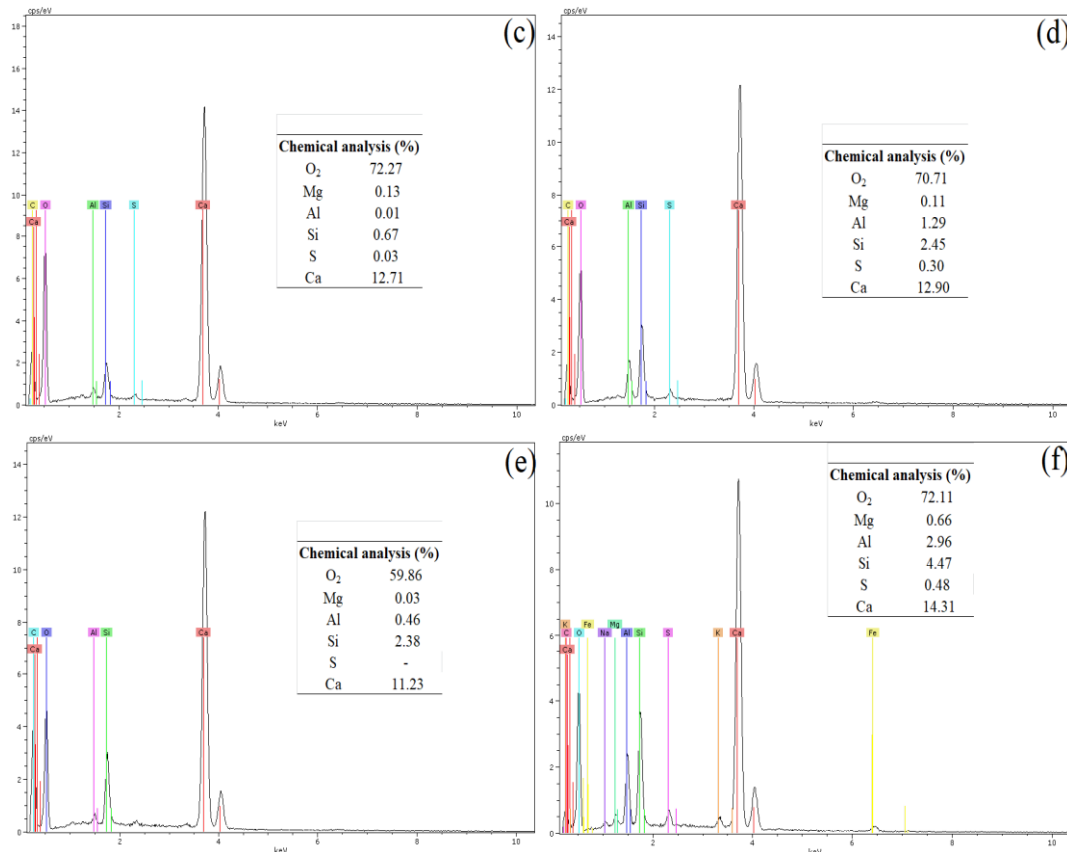 cps/eV
(c)
18
16
14
12
10
8
6
4
2
0
C O Al Si S Ca
Ca
Chemical analysis (%)
O₂ 72.27
Mg 0.13
Al 0.01
Si 0.67
S 0.03
Ca 12.71
2 4 6 8 10
keV
cps/eV
(d)
14
12
10
8
6
4
2
0
C O Al Si S Ca
Ca
Chemical analysis (%)
O₂ 70.71
Mg 0.11
Al 1.29
Si 2.45
S 0.30
Ca 12.90
2 4 6 8 10
keV
cps/eV
(e)
14
12
10
8
6
4
2
0
C O Al Si Ca
Ca
Chemical analysis (%)
O₂ 59.86
Mg 0.03
Al 0.46
Si 2.38
S -
Ca 11.23
2 4 6 8 10
keV
cps/eV
(f)
14
12
10
8
6
4
2
0
K Fe Mg
C O Na Al Si S K Ca Fe
Ca
Chemical analysis (%)
O₂ 72.11
Mg 0.66
Al 2.96
Si 4.47
S 0.48
Ca 14.31
2 4 6 8 10
keV